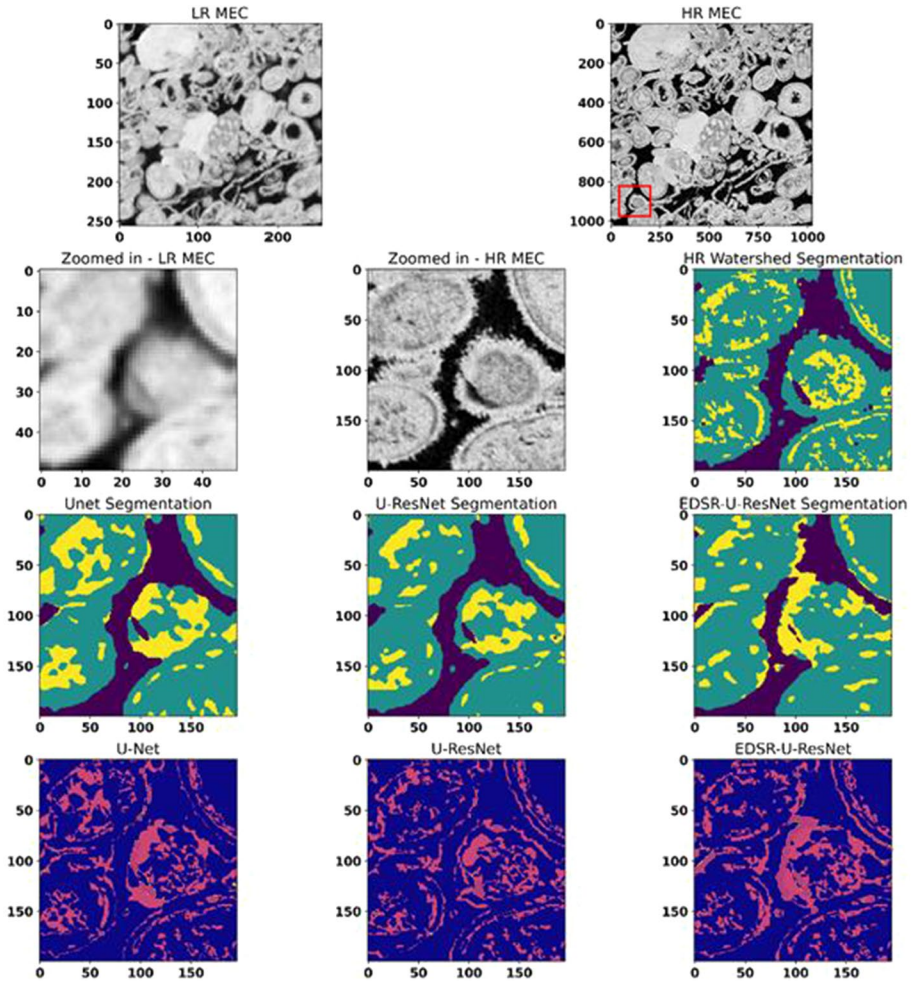 LR MEC
HR MEC
0
50
100
150
200
250
0 100 200
0
200
400
600
800
1000
0 250 500 750 1000
Zoomed in - LR MEC
Zoomed in - HR MEC
HR Watershed Segmentation
0
10
20
30
40
0 10 20 30 40
0
50
100
150
0 50 100 150
0
50
100
150
0 50 100 150
Unet Segmentation
U-ResNet Segmentation
EDSR-U-ResNet Segmentation
0
50
100
150
0 50 100 150
0
50
100
150
0 50 100 150
0
50
100
150
0 50 100 150
U-Net
U-ResNet
EDSR-U-ResNet
0
50
100
150
0 50 100 150
0
50
100
150
0 50 100 150
0
50
100
150
0 50 100 150